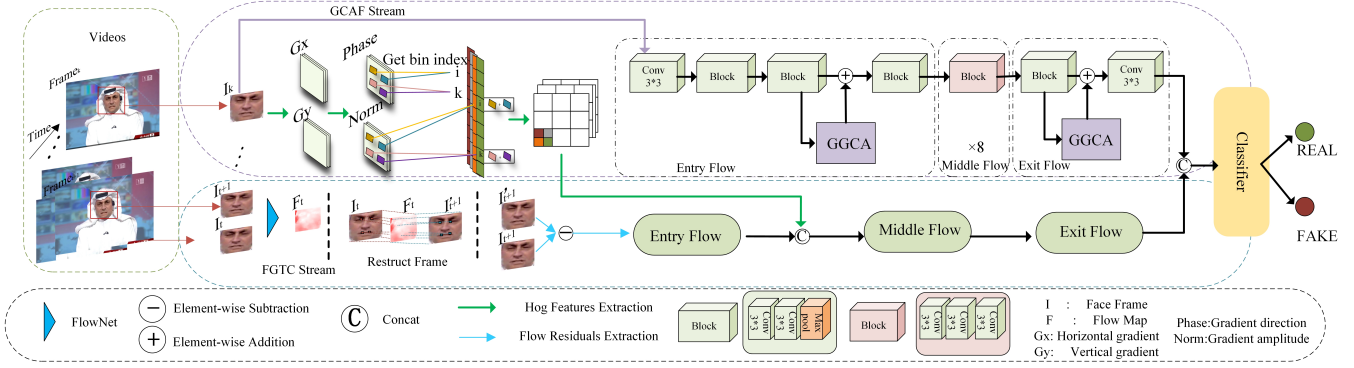 GCAF Stream
Videos
Frame
Time
Frame
I k
Gx
Gy
Phase
Norm
Get bin index
i
k
Conv
3*3
Block
Block
Block
GGCA
Entry Flow
Block
×8
Middle Flow
Block
Conv
3*3
GGCA
Exit Flow
C
Classifier
REAL
FAKE
I t+1
I t
F t
FGTC Stream
I t
F t
I' t+1
Restruct Frame
I' t+1
I t+1
Entry Flow
C
Middle Flow
Exit Flow
FlowNet
Element-wise Subtraction
Element-wise Addition
C
Concat
Hog Features Extraction
Flow Residuals Extraction
Block
Conv
3*3
Conv
3*3
Max
pool
Block
Conv
3*3
Conv
3*3
Conv
3*3
I : Face Frame
F : Flow Map
Gx: Horizontal gradient
Gy: Vertical gradient
Phase:Gradient direction
Norm:Gradient amplitude